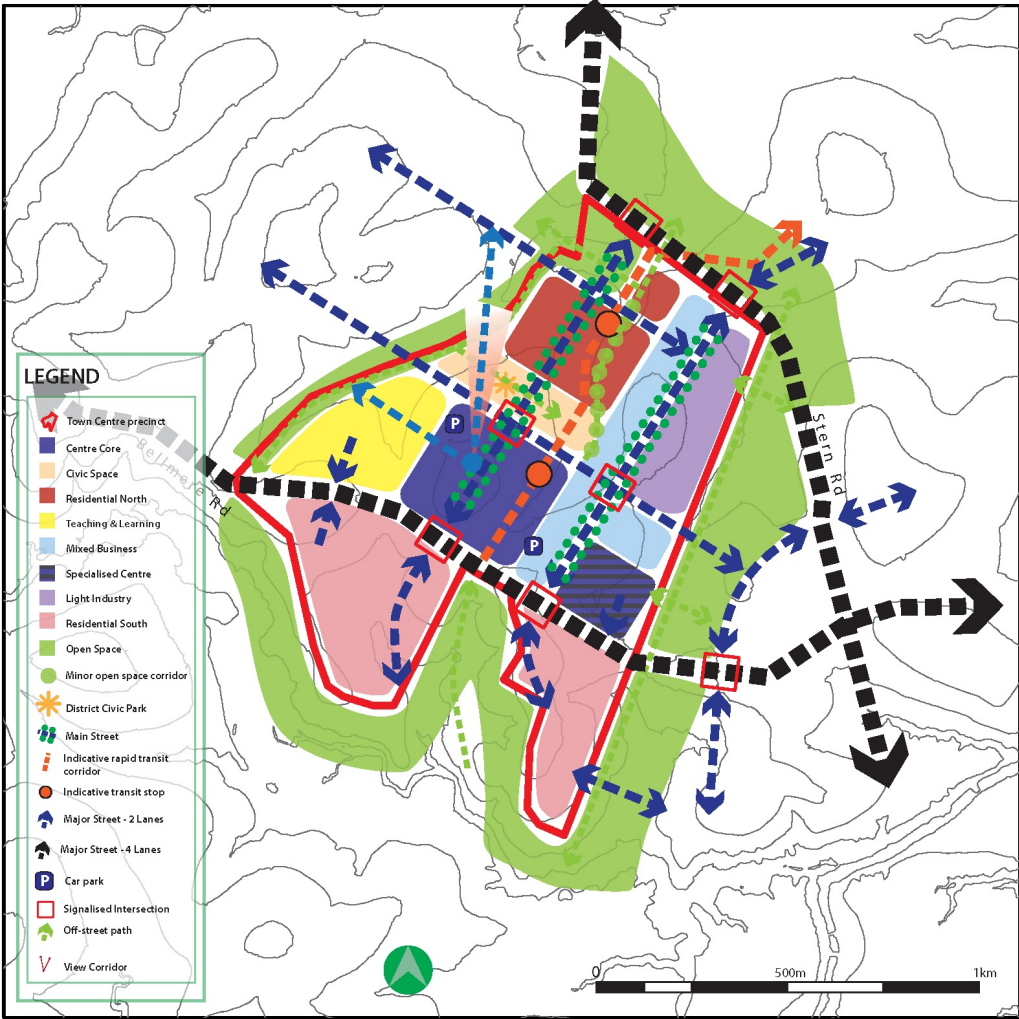 LEGEND
Town Centre precinct
Centre Core
Civic Space
Residential North
Teaching & Learning
Mixed Business
Specialised Centre
Light Industry
Residential South
Open Space
Minor open space corridor
District Civic Park
Main Street
Indicative rapid transit
corridor
Indicative transit stop
Major Street - 2 Lanes
Major Street - 4 Lanes
P
Car park
Signalised Intersection
Off-street path
View Corridor
Bellmere Rd
P
P
Stern Rd
0
500m
1km